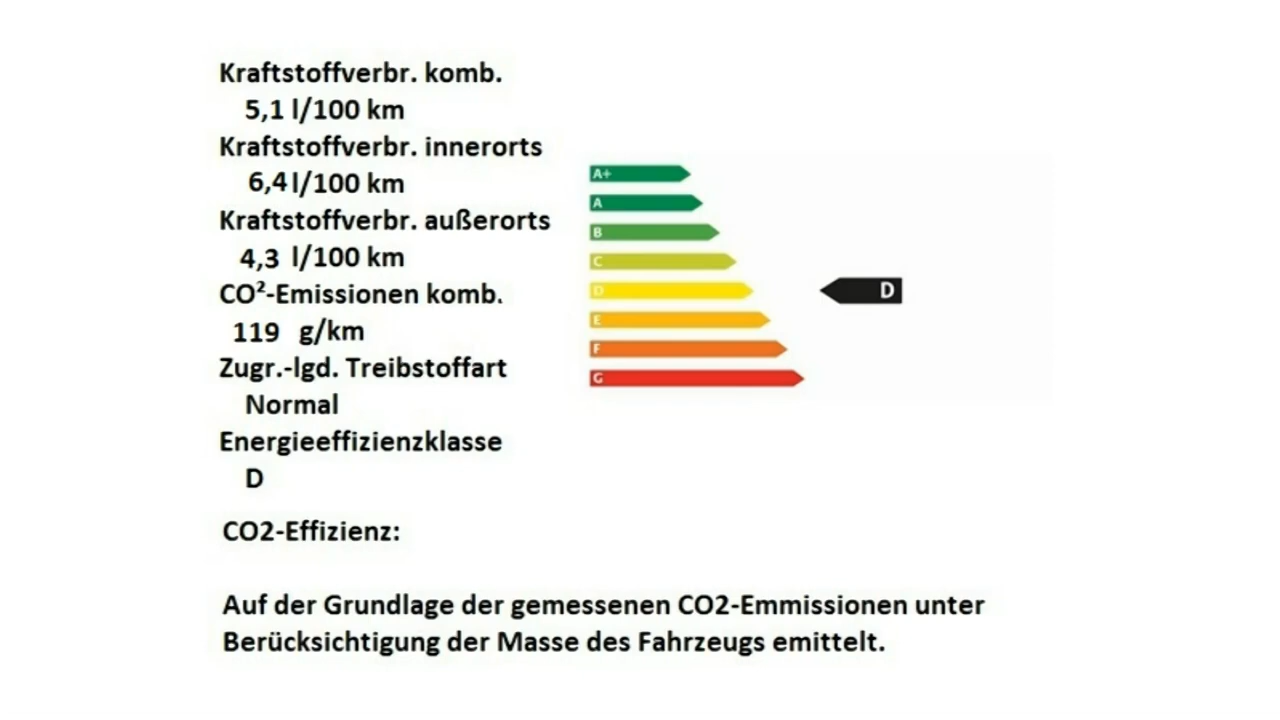 Kraftstoffverbr. komb.
5,1 l/100 km
Kraftstoffverbr. innerorts
6,4 l/100 km
Kraftstoffverbr. außerorts
4,3 l/100 km
CO²-Emissionen komb.
119 g/km
Zugr.-lgd. Treibstoffart
Normal
Energieeffizienzklasse
D
A+
A
B
C
D
E
F
G
D
CO2-Effizienz:
Auf der Grundlage der gemessenen CO2-Emmissionen unter
Berücksichtigung der Masse des Fahrzeugs emittelt.